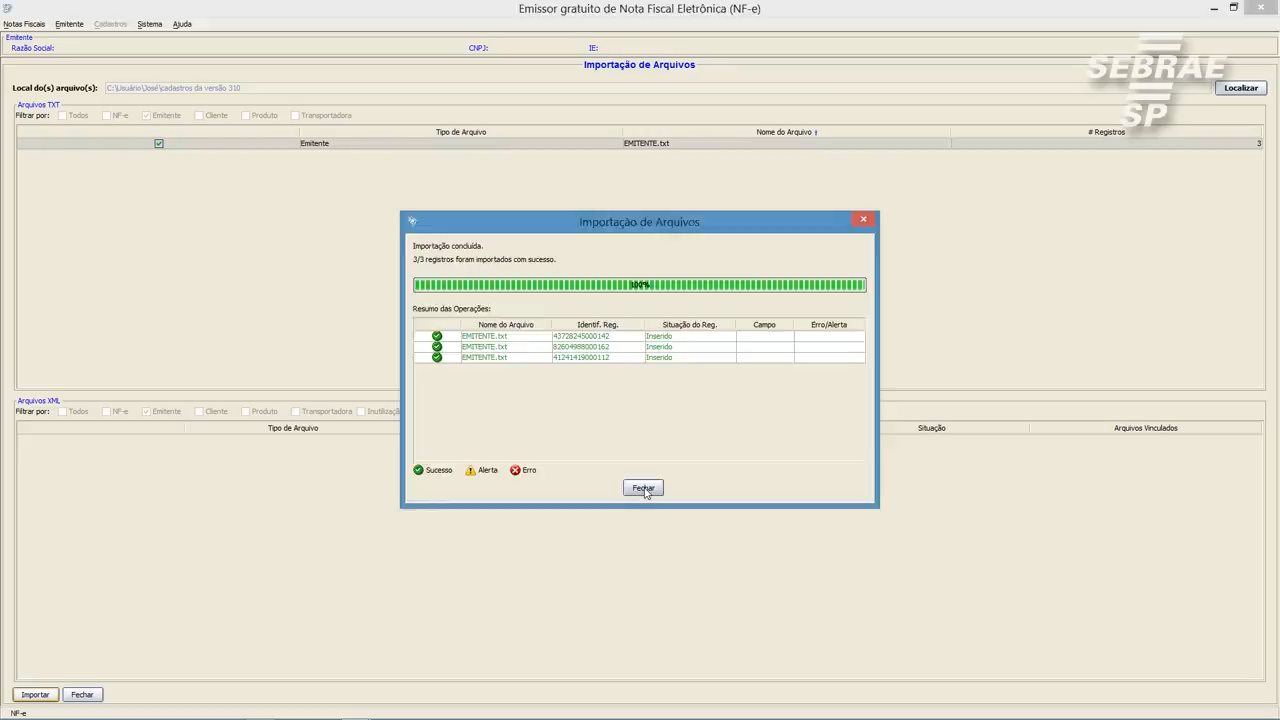 Emissor gratuito de Nota Fiscal Eletrônica (NF-e)
Notas Fiscais Emitente Cadastros Sistema Ajuda
Emitente
Razão Social: CNPJ: IE:
Importação de Arquivos
SEBRAE
SP
Local do(s) arquivo(s): C:\Usuário\José\cadastros da versão 310 Localizar
Arquivos TXT
Filtrar por: Todos NF-e Emitente Cliente Produto Transportadora
Tipo de Arquivo Nome do Arquivo # Registros
Emitente EMITENTE.txt 3
Importação de Arquivos
Importação concluída.
3/3 registros foram importados com sucesso.
100%
Resumo das Operações:
Nome do Arquivo Identif. Reg. Situação do Reg. Campo Erro/Alerta
EMITENTE.txt 43728245000142 Inserido
EMITENTE.txt 82604988000162 Inserido
EMITENTE.txt 41241419000112 Inserido
Sucesso Alerta Erro
Fechar
Arquivos XML
Filtrar por: Todos NF-e Emitente Cliente Produto Transportadora Inutilizaçã
Tipo de Arquivo Situação Arquivos Vinculados
Importar Fechar
NF-e